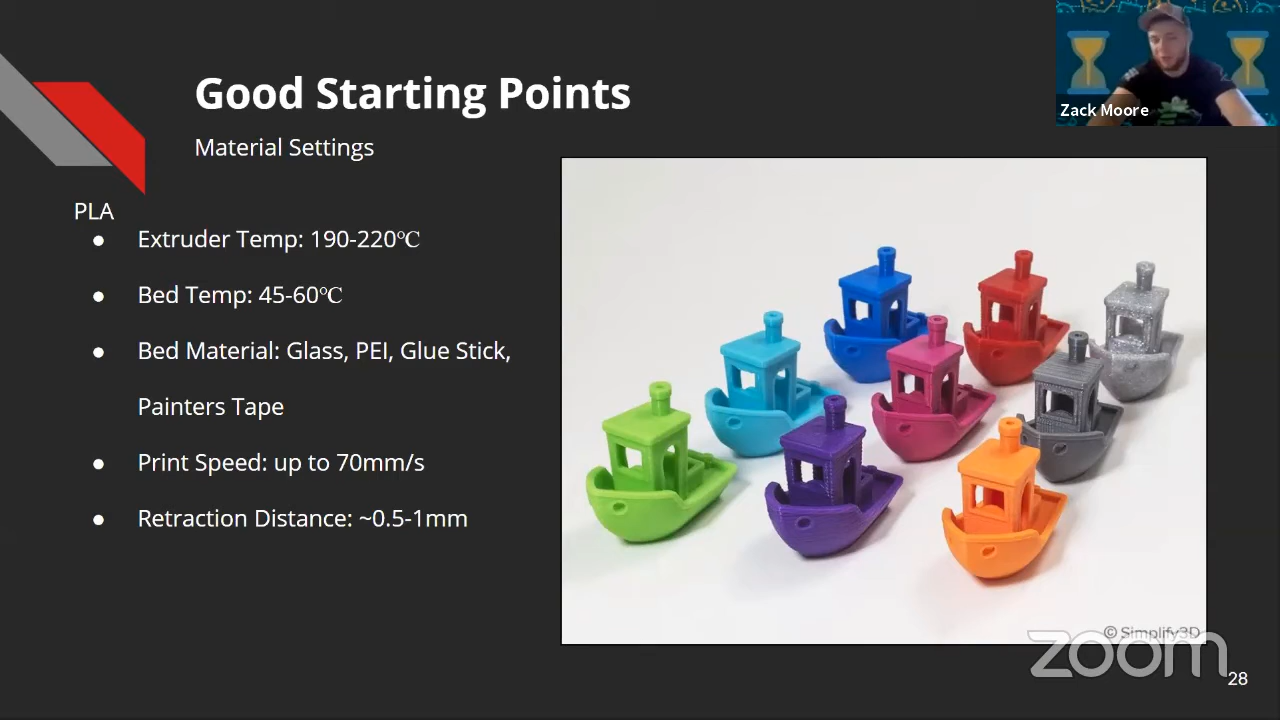 Good Starting Points
Zack Moore
Material Settings
PLA
● Extruder Temp: 190-220℃
● Bed Temp: 45-60℃
● Bed Material: Glass, PEI, Glue Stick,
Painters Tape
● Print Speed: up to 70mm/s
● Retraction Distance: ~0.5-1mm
© Simplify3D
zoom
28